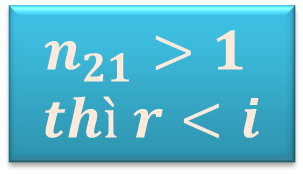 n₂₁ > 1
thì r < i